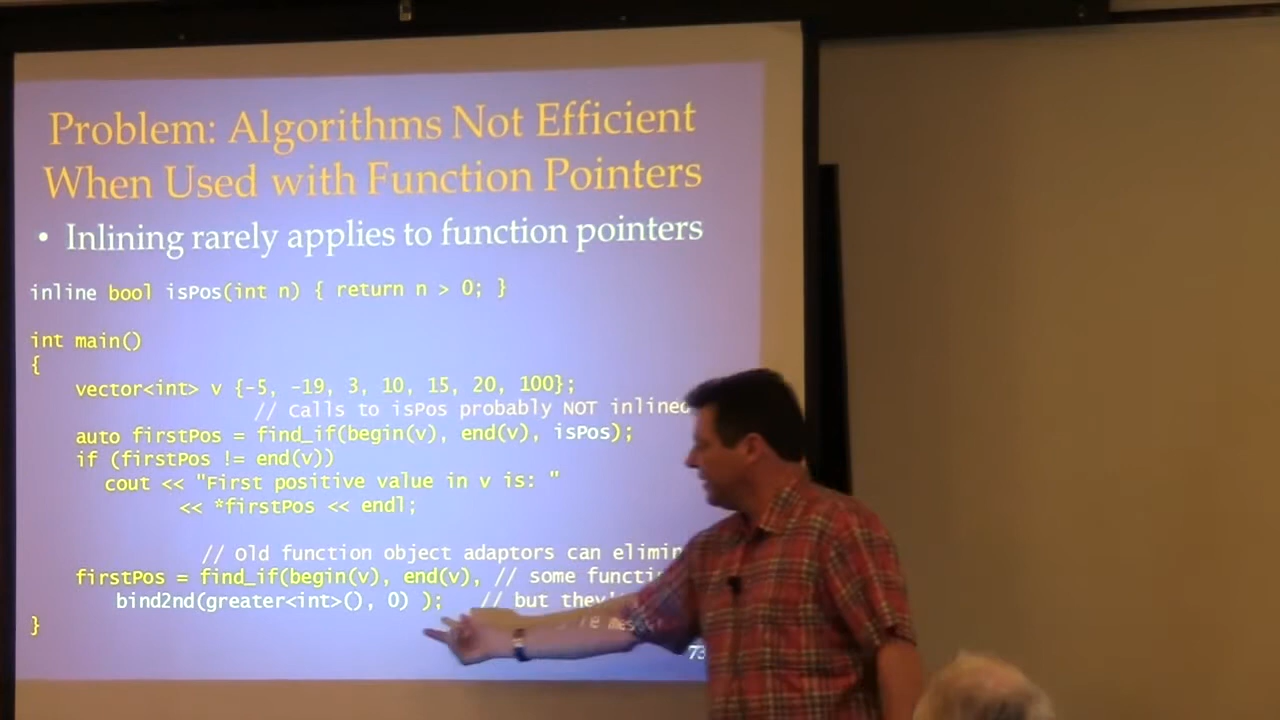 Problem: Algorithms Not Efficient
When Used with Function Pointers
• Inlining rarely applies to function pointers
inline bool isPos(int n) { return n > 0; }
int main()
{
vector<int> v {-5, -19, 3, 10, 15, 20, 100};
// Calls to isPos probably NOT inlined
auto firstPos = find_if(begin(v), end(v), isPos);
if (firstPos != end(v))
cout << "First positive value in v is: "
<< *firstPos << endl;
// Old function object adaptors can
firstPos = find_if(begin(v), end(v), // some
bind2nd(greater<int>(), 0) ); // but
}
73